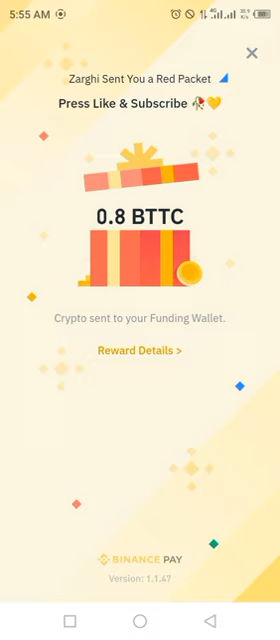 5:55 AM
Zarghi Sent You a Red Packet
Press Like & Subscribe 🥀💛
0.8 BTTC
Crypto sent to your Funding Wallet.
Reward Details >
BINANCE PAY
Version: 1.1.47